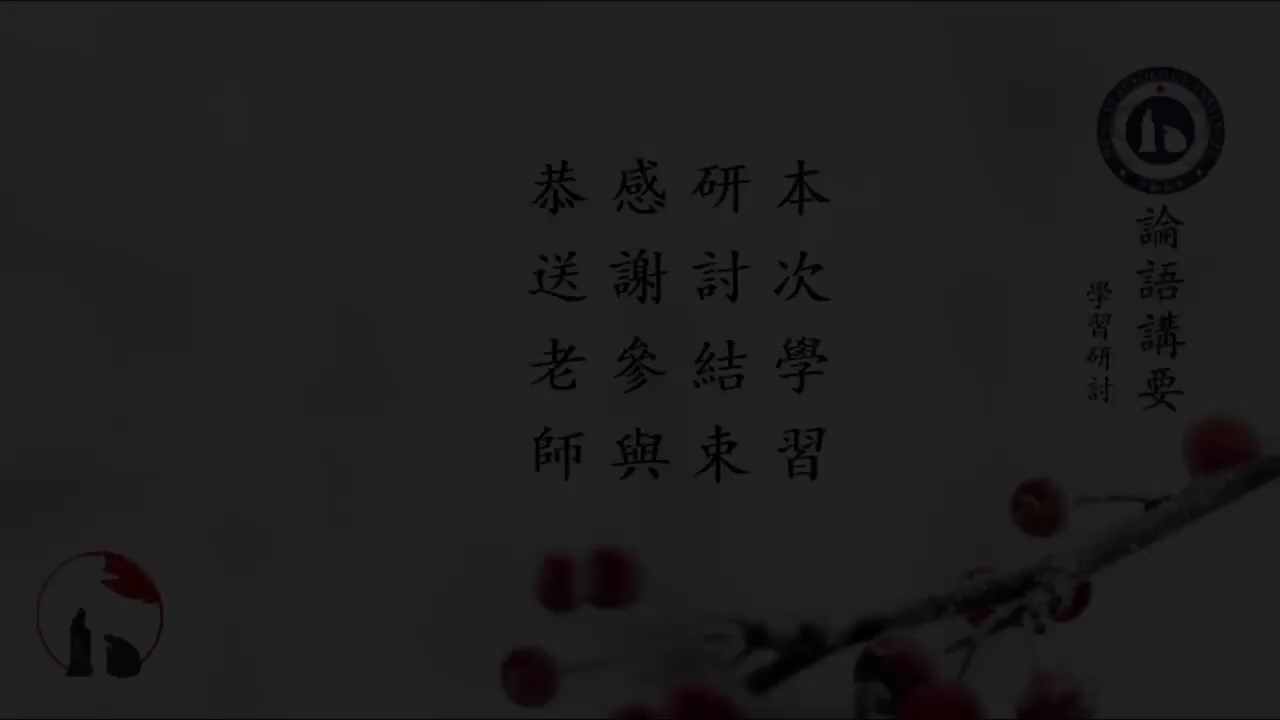 論語講要
學習研討
本次學習
研討結束
感謝參與
恭送老師